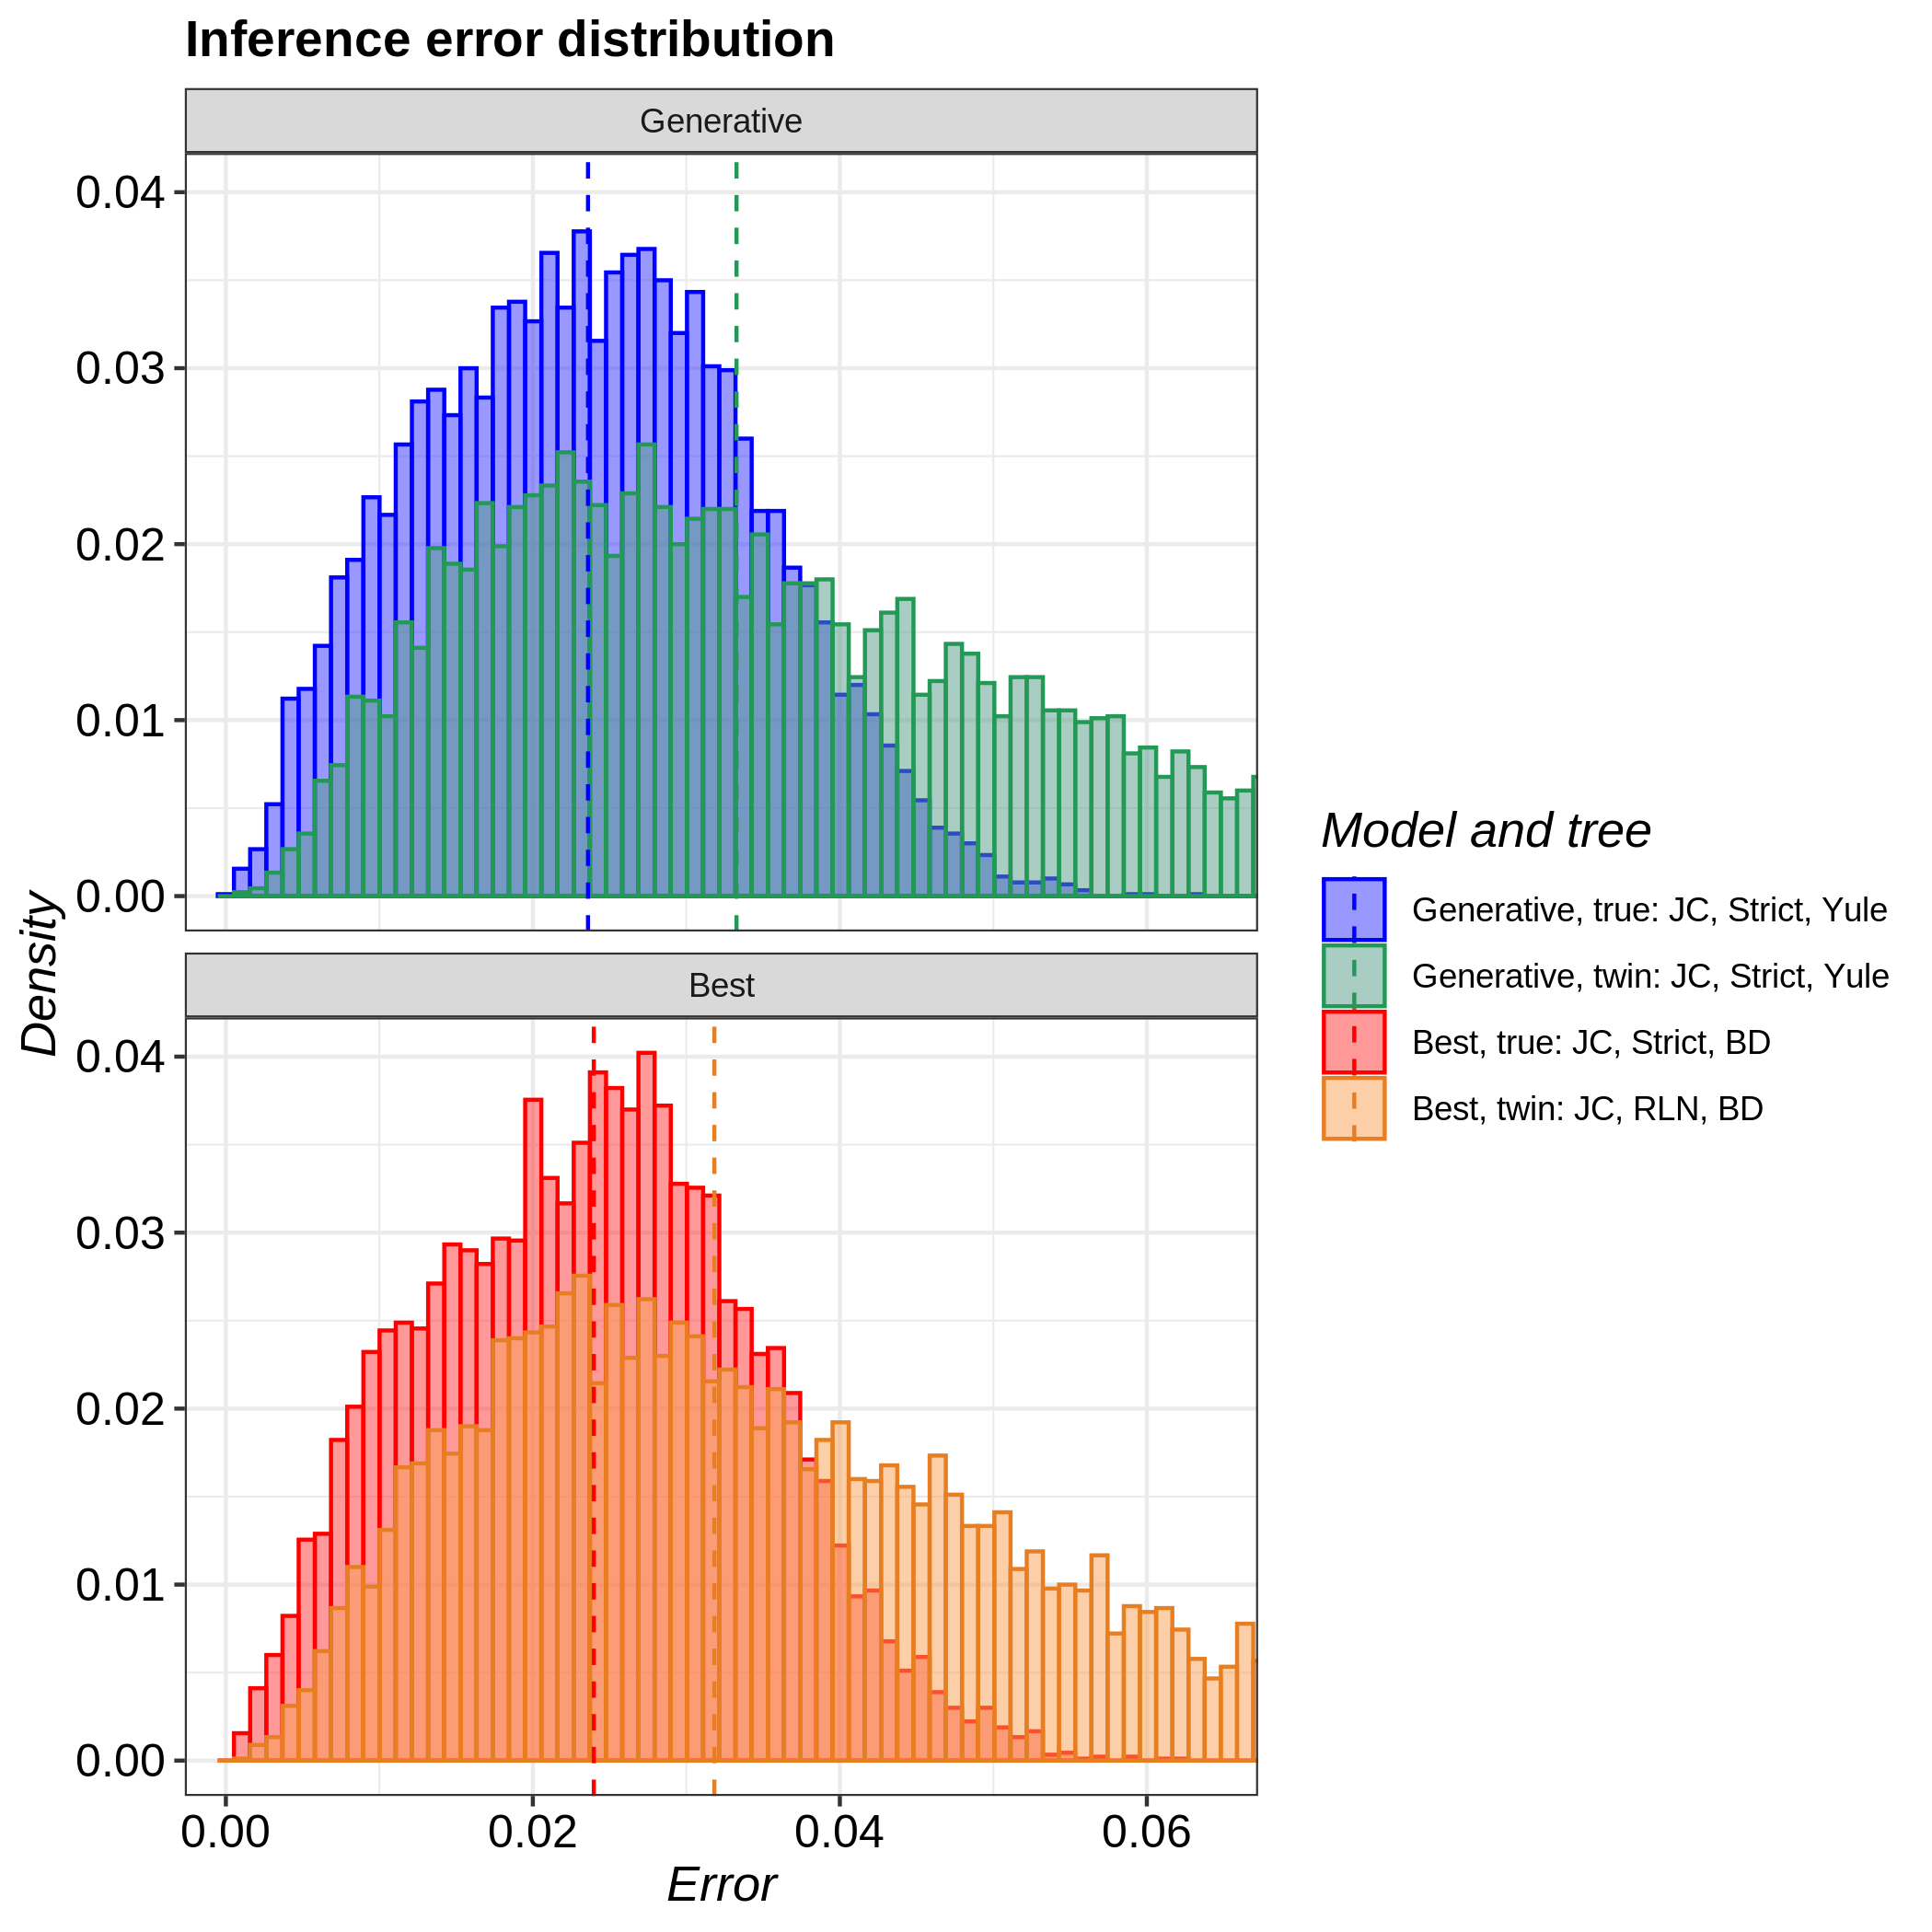 Inference error distribution
Generative
0.04
0.03
0.02
0.01
0.00
Density
Best
0.04
0.03
0.02
0.01
0.00
0.00 0.02 0.04 0.06
Error
Model and tree
Generative, true: JC, Strict, Yule
Generative, twin: JC, Strict, Yule
Best, true: JC, Strict, BD
Best, twin: JC, RLN, BD